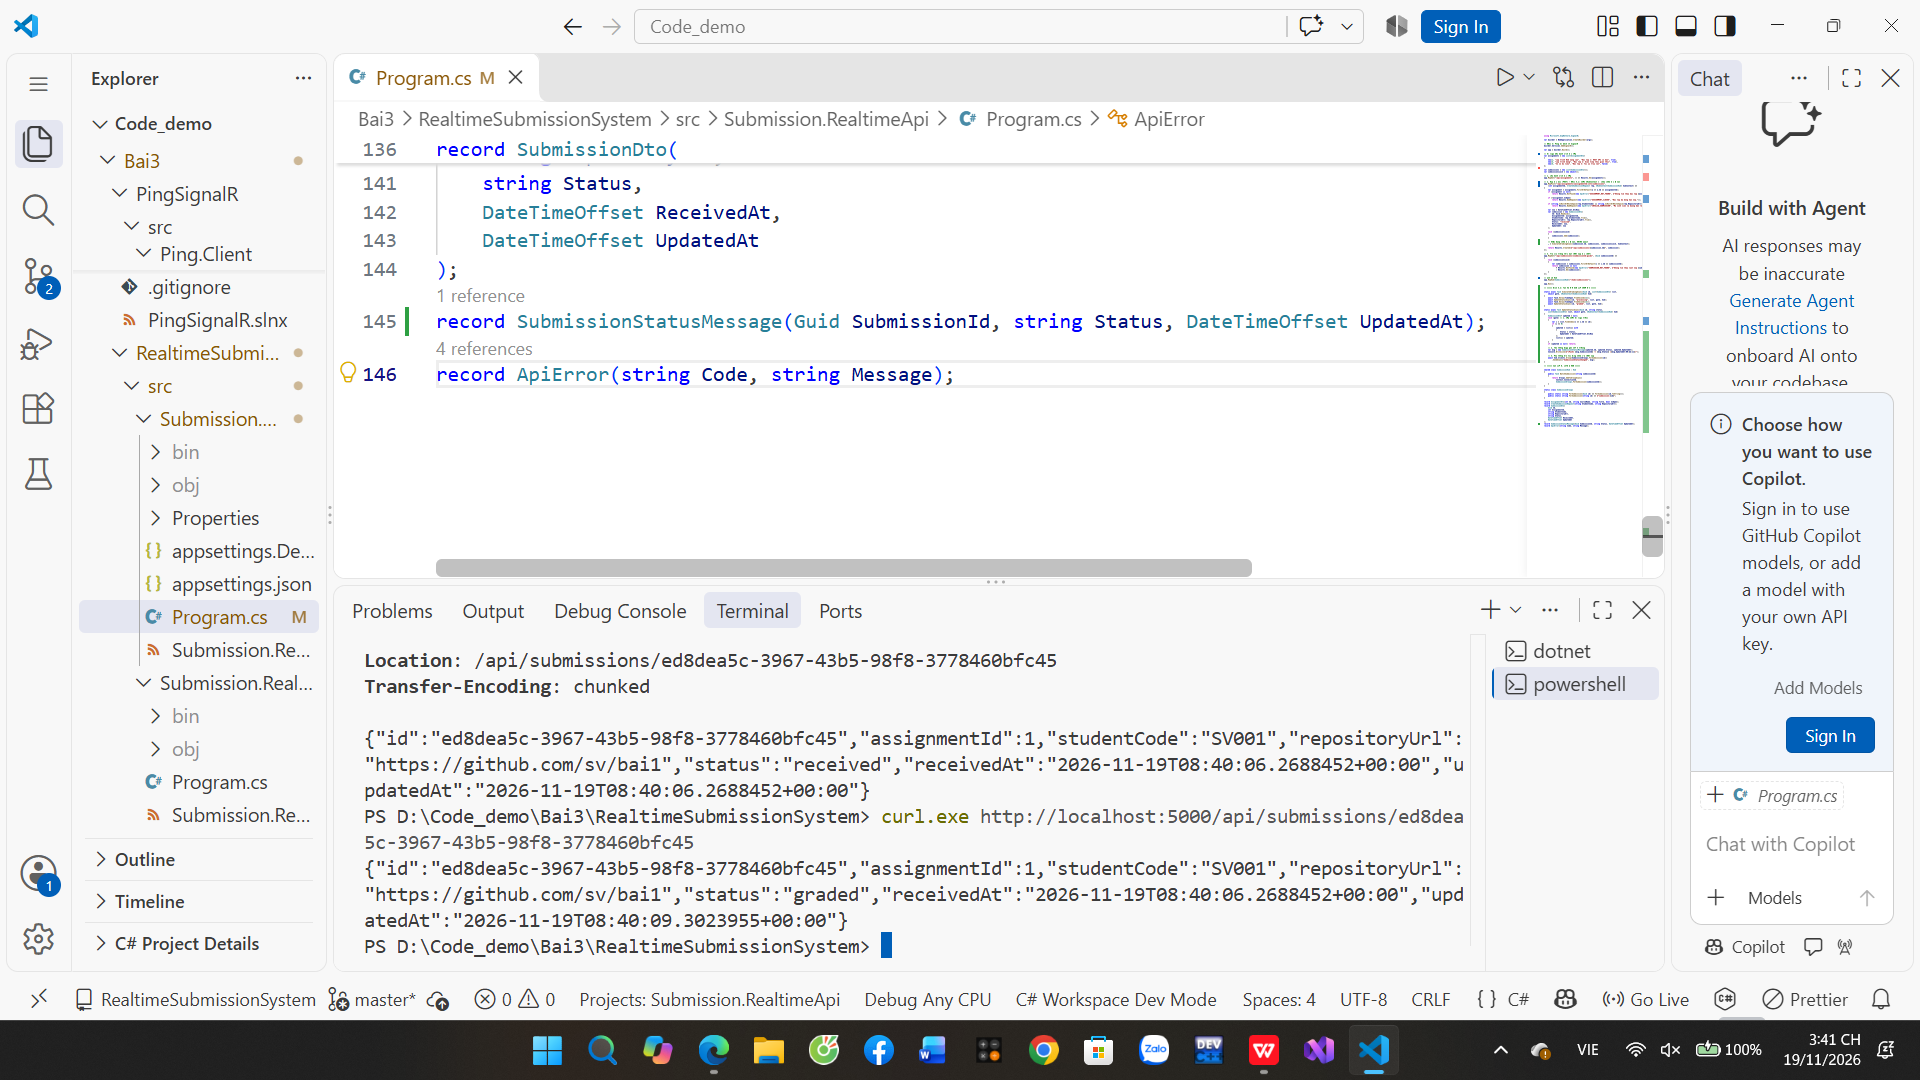 Code_demo
Sign In
Explorer
Code_demo
Bai3
PingSignalR
src
Ping.Client
.gitignore
PingSignalR.slnx
RealtimeSubmi...
src
Submission....
bin
obj
Properties
appsettings.De...
appsettings.json
Program.cs M
Submission.Re...
Submission.Real...
bin
obj
Program.cs
Submission.Re...
Outline
Timeline
C# Project Details
2
1
Program.cs M
Bai3 > RealtimeSubmissionSystem > src > Submission.RealtimeApi > Program.cs > ApiError
136 record SubmissionDto(
141 string Status,
142 DateTimeOffset ReceivedAt,
143 DateTimeOffset UpdatedAt
144 );
1 reference
145 record SubmissionStatusMessage(Guid SubmissionId, string Status, DateTimeOffset UpdatedAt);
4 references
146 record ApiError(string Code, string Message);
Problems Output Debug Console Terminal Ports
Location: /api/submissions/ed8dea5c-3967-43b5-98f8-3778460bfc45
Transfer-Encoding: chunked
{"id":"ed8dea5c-3967-43b5-98f8-3778460bfc45","assignmentId":1,"studentCode":"SV001","repositoryUrl":
"https://github.com/sv/bai1","status":"received","receivedAt":"2026-11-19T08:40:06.2688452+00:00","u
pdatedAt":"2026-11-19T08:40:06.2688452+00:00"}
PS D:\Code_demo\Bai3\RealtimeSubmissionSystem> curl.exe http://localhost:5000/api/submissions/ed8dea
5c-3967-43b5-98f8-3778460bfc45
{"id":"ed8dea5c-3967-43b5-98f8-3778460bfc45","assignmentId":1,"studentCode":"SV001","repositoryUrl":
"https://github.com/sv/bai1","status":"graded","receivedAt":"2026-11-19T08:40:06.2688452+00:00","upd
atedAt":"2026-11-19T08:40:09.3023955+00:00"}
PS D:\Code_demo\Bai3\RealtimeSubmissionSystem>
dotnet
powershell
Chat
Build with Agent
AI responses may
be inaccurate
Generate Agent
Instructions to
onboard AI onto
your codebase
Choose how
you want to use
Copilot.
Sign in to use
GitHub Copilot
models, or add
a model with
your own API
key.
Add Models
Sign In
Program.cs
Chat with Copilot
Models
Copilot
RealtimeSubmissionSystem master* 0 0 Projects: Submission.RealtimeApi Debug Any CPU C# Workspace Dev Mode Spaces: 4 UTF-8 CRLF { } C# Go Live Prettier
VIE 100% 3:41 CH
19/11/2026